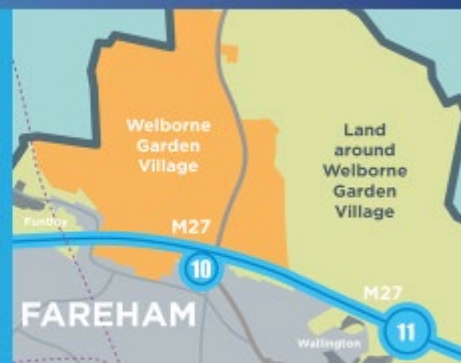 Welborne
Garden
Village
Land
around
Welborne
Garden
Village
Funtley
M27
10
M27
FAREHAM
11
Wallington